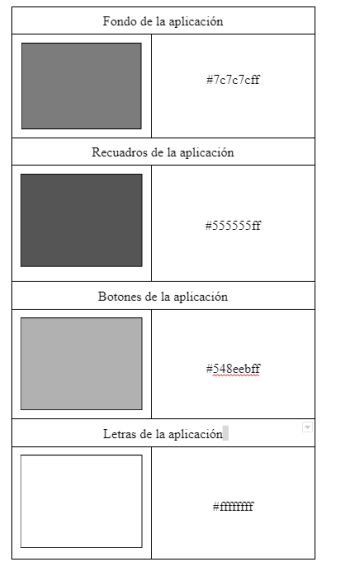 Fondo de la aplicación
#7c7c7cff
Recuadros de la aplicación
#555555ff
Botones de la aplicación
#548eebff
Letras de la aplicación
#ffffffff